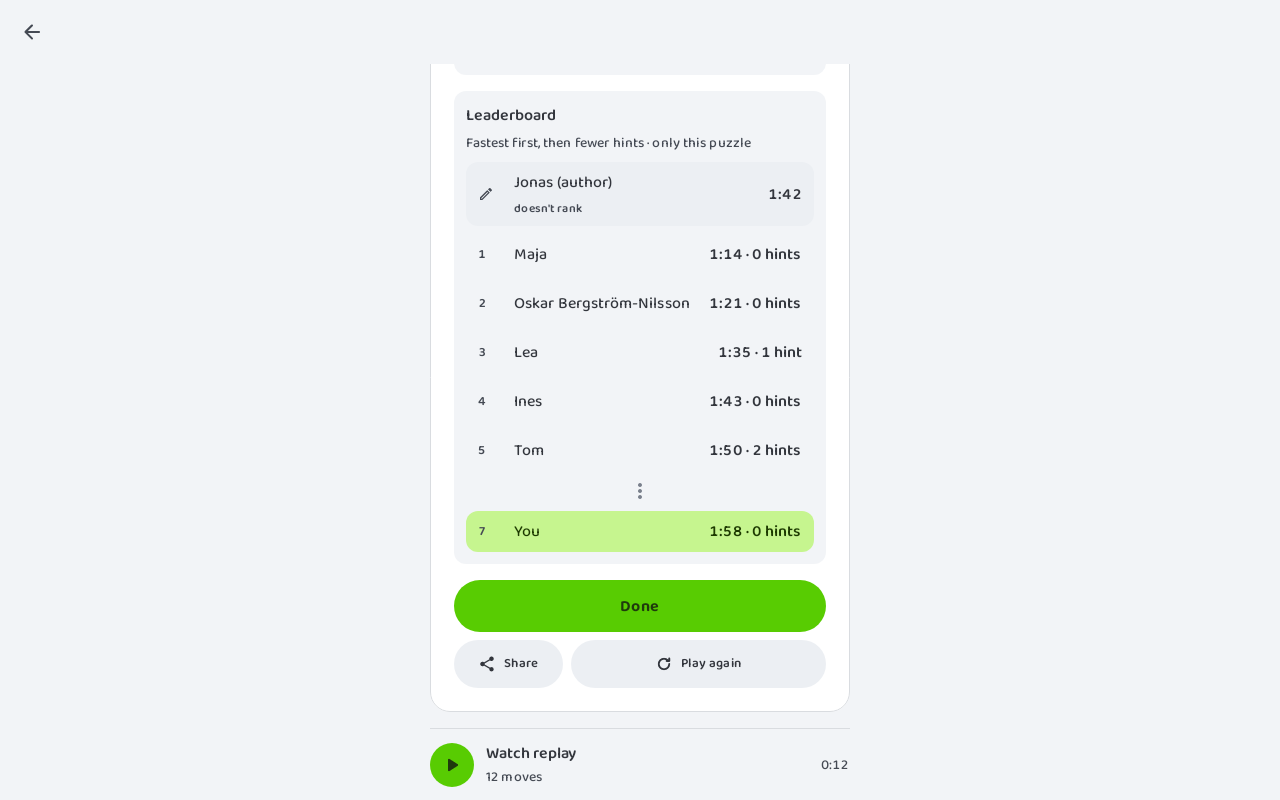 Leaderboard
Fastest first, then fewer hints · only this puzzle
Jonas (author)
doesn't rank
1:42
1 Maja 1:14 · 0 hints
2 Oskar Bergström-Nilsson 1:21 · 0 hints
3 Lea 1:35 · 1 hint
4 Ines 1:43 · 0 hints
5 Tom 1:50 · 2 hints
7 You 1:58 · 0 hints
Done
Share Play again
Watch replay
12 moves
0:12